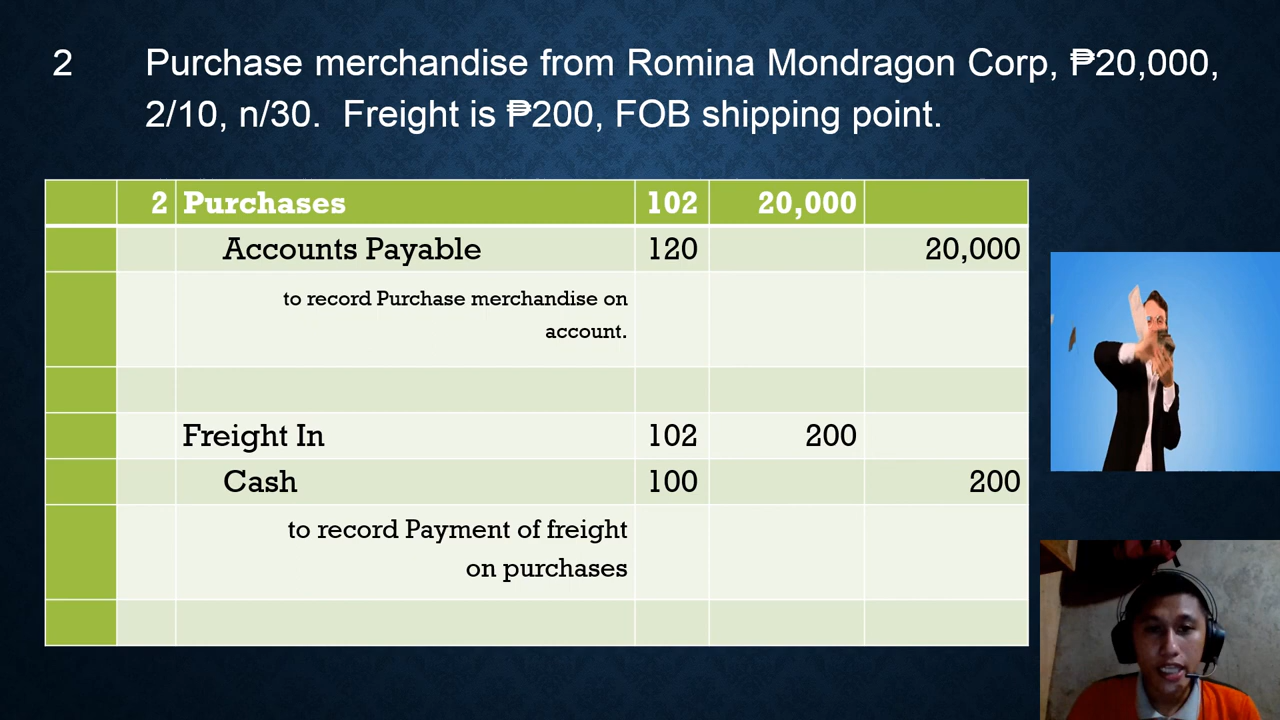 2 Purchase merchandise from Romina Mondragon Corp, ₱20,000,
2/10, n/30. Freight is ₱200, FOB shipping point.
2 Purchases 102 20,000
Accounts Payable 120 20,000
to record Purchase merchandise on
account.
Freight In 102 200
Cash 100 200
to record Payment of freight
on purchases